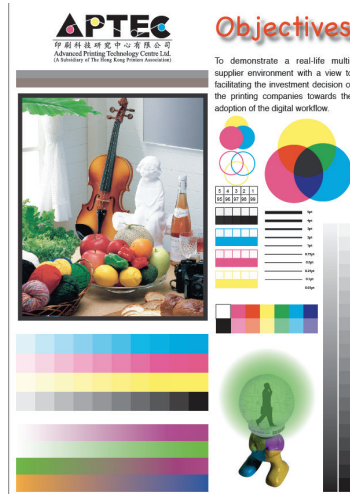 APTEC
印刷科技研究中心有限公司
Advanced Printing Technology Centre Ltd.
(A Subsidiary of The Hong Kong Printers Association)
Objectives
To demonstrate a real-life multi
supplier environment with a view to
facilitating the investment decision o
the printing companies towards the
adoption of the digital workflow.
5 4 3 2 1
95 96 97 98 99